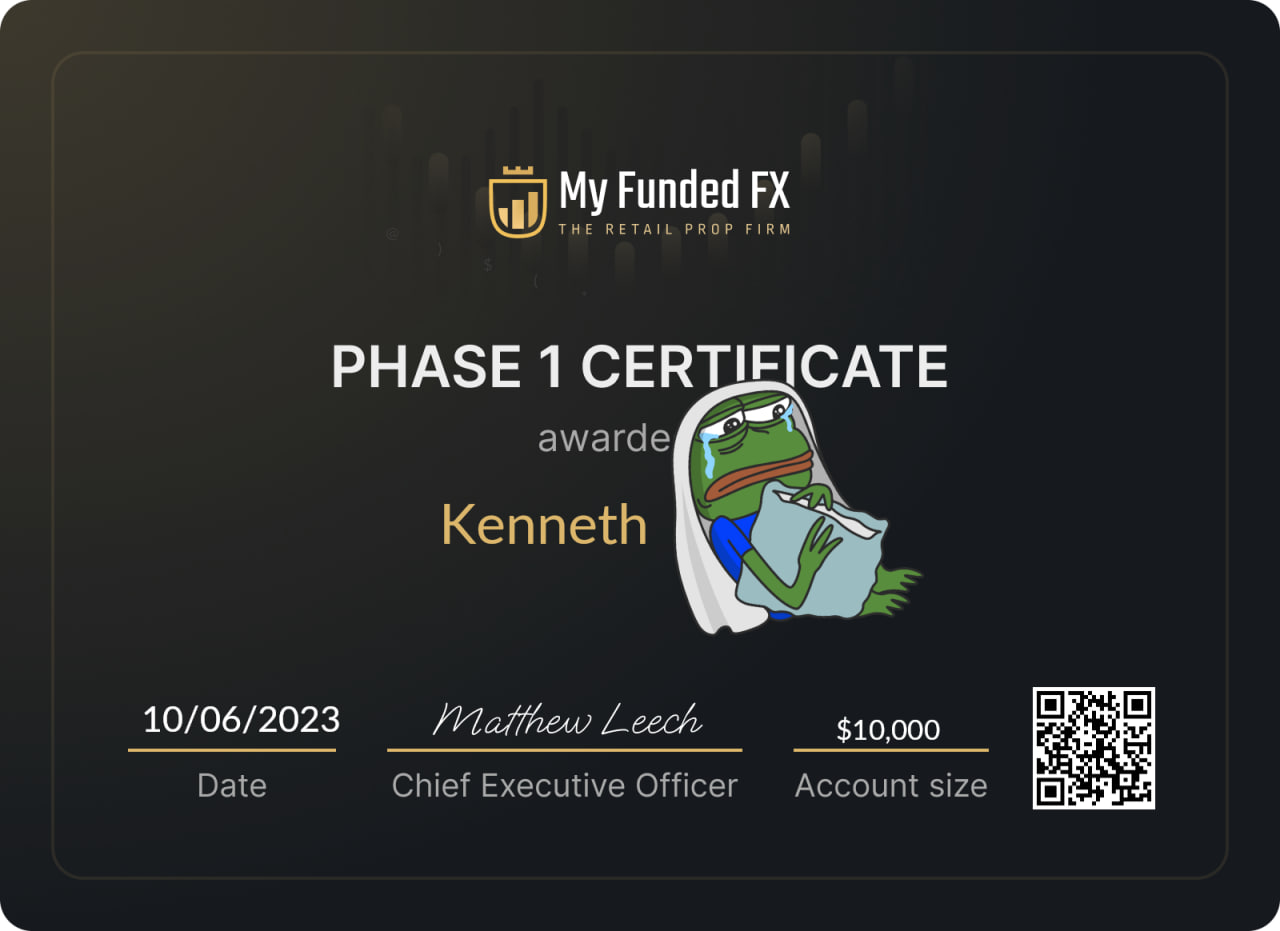 My Funded FX
THE RETAIL PROP FIRM
@
)
$
(
PHASE 1 CERTIFICATE
awarde
Kenneth
10/06/2023
Matthew Leech
$10,000
Date
Chief Executive Officer
Account size